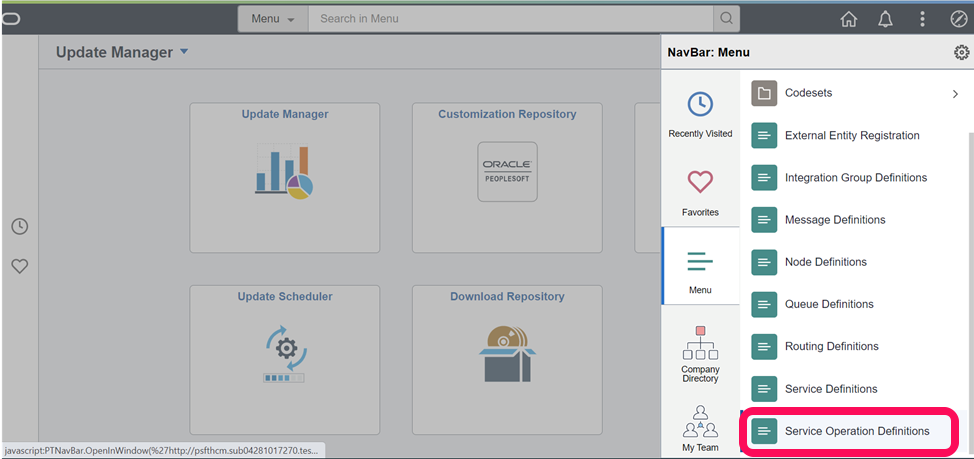 Menu
Search in Menu
Update Manager
NavBar: Menu
Update Manager
Customization Repository
ORACLE
PEOPLESOFT
Update Scheduler
Download Repository
Recently Visited
Favorites
Menu
Company
Directory
My Team
Codesets
External Entity Registration
Integration Group Definitions
Message Definitions
Node Definitions
Queue Definitions
Routing Definitions
Service Definitions
Service Operation Definitions
javascript:PTNavBar.OpenInWindow(%27http://psfthcm.sub04281017270.tes...